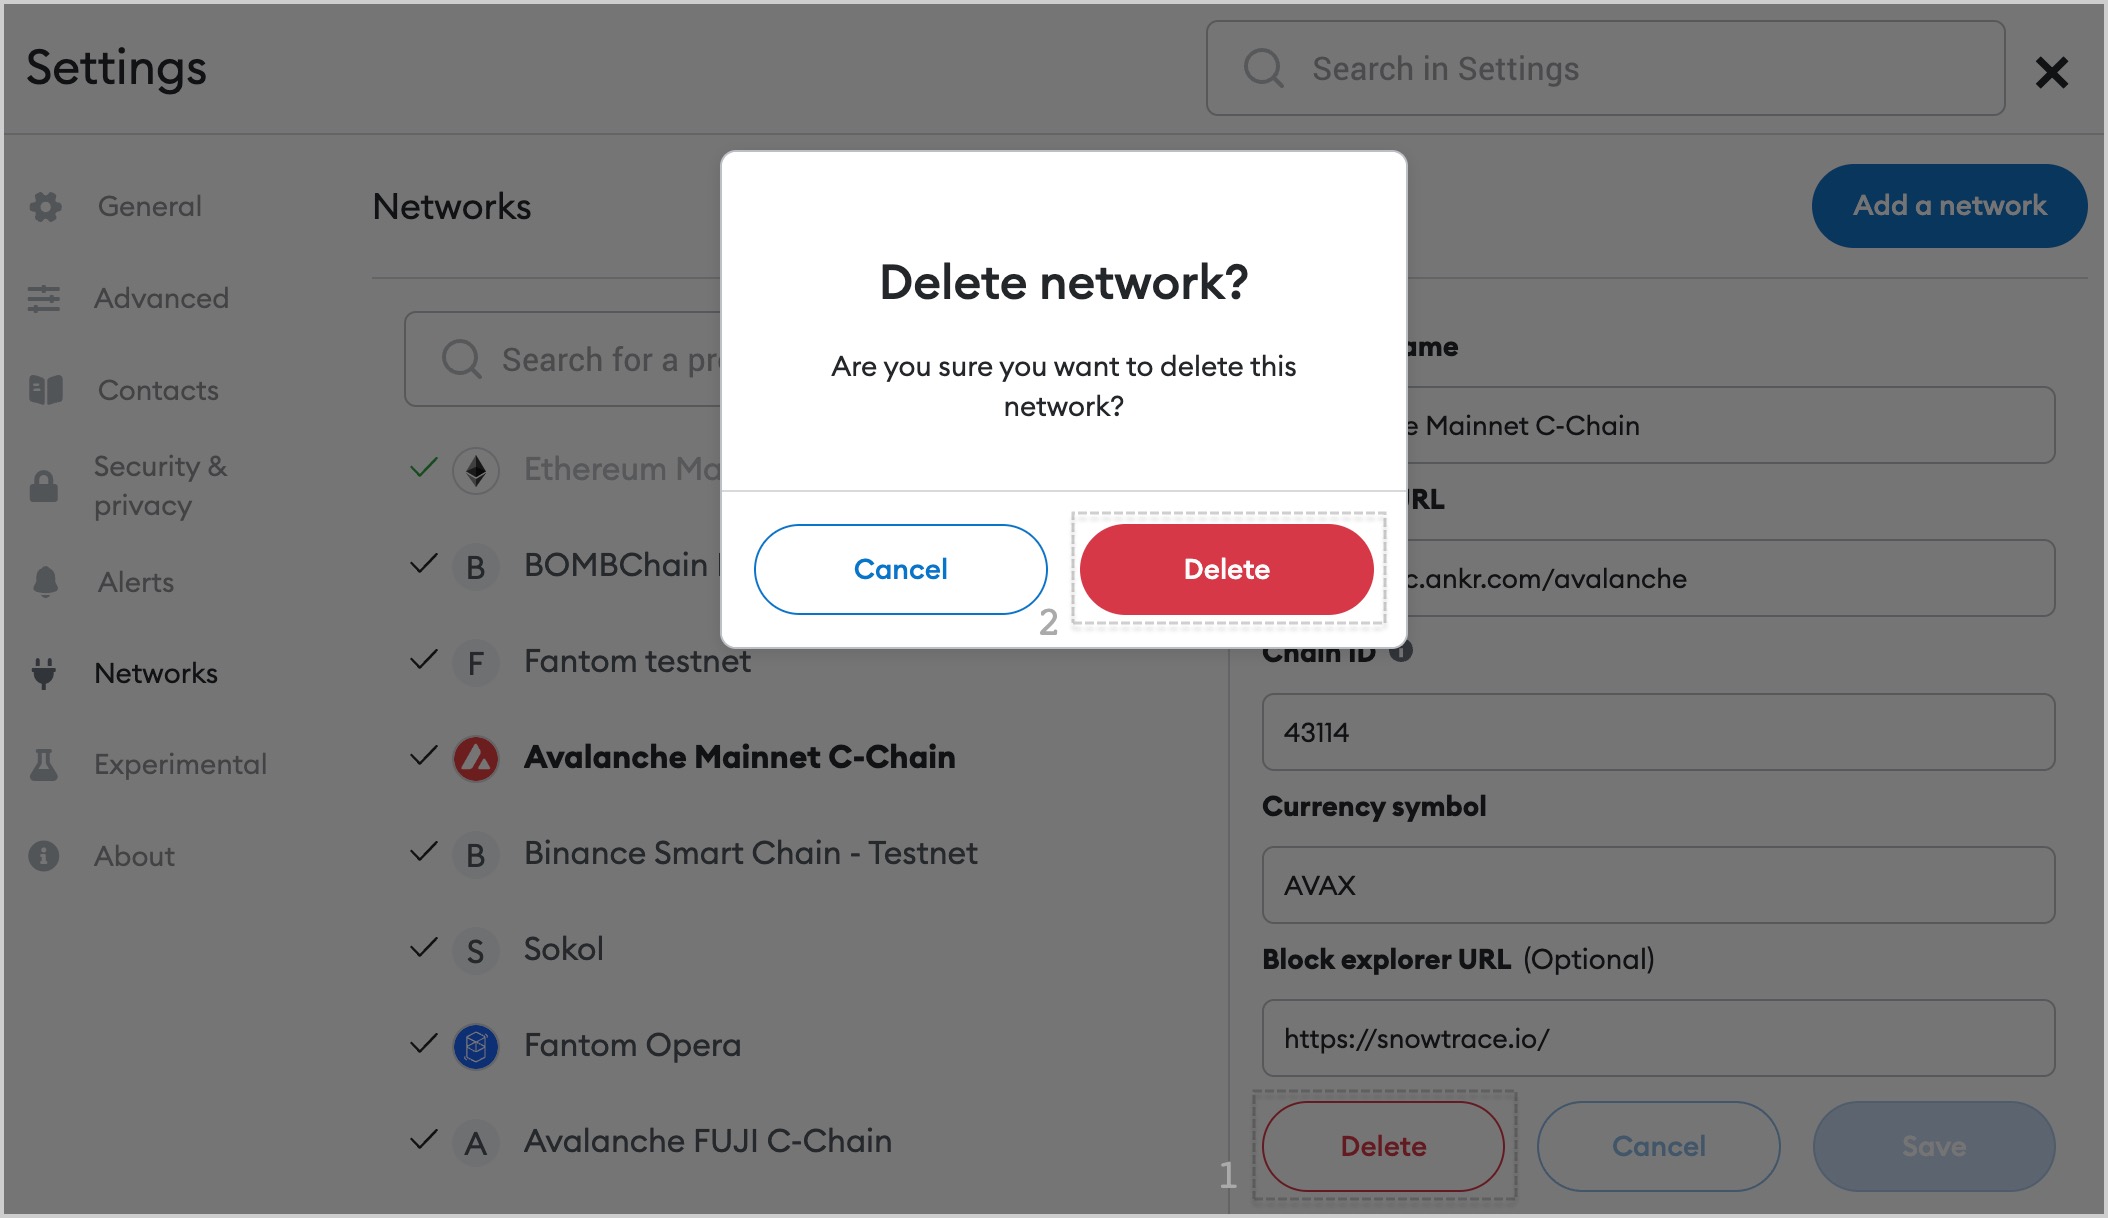 Settings
Search in Settings
General
Advanced
Contacts
Security &
privacy
Alerts
Networks
Experimental
About
Networks
Add a network
Search for a
Ethereum
B
BOMBChain
F
Fantom testnet
Avalanche Mainnet C-Chain
B
Binance Smart Chain - Testnet
S
Sokol
Fantom Opera
A
Avalanche FUJI C-Chain
Delete network?
Are you sure you want to delete this
network?
Cancel
Delete
2
ame
e Mainnet C-Chain
URL
c.ankr.com/avalanche
Chain ID
43114
Currency symbol
AVAX
Block explorer URL (Optional)
https://snowtrace.io/
Delete
Cancel
Save
1